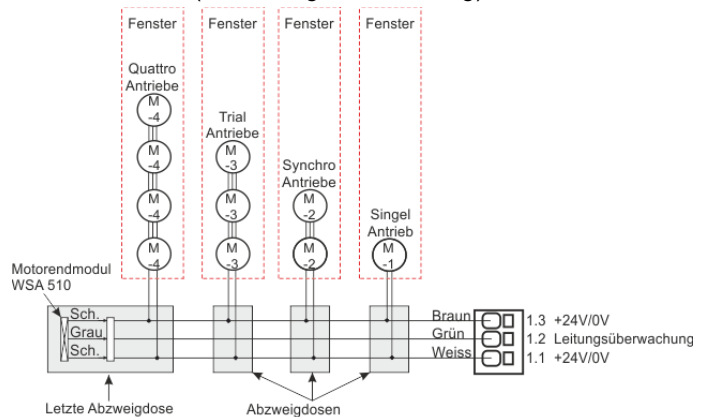 Fenster Fenster Fenster Fenster
Quattro
Antriebe
M
-4
M
-4
M
-4
M
-4
Trial
Antriebe
M
-3
M
-3
M
-3
Synchro
Antriebe
M
-2
M
-2
Singel
Antrieb
M
-1
Motorendmodul
WSA 510
Sch.
Grau
Sch.
Braun
Grün
Weiss
1.3 +24V/0V
1.2 Leitungsüberwachung
1.1 +24V/0V
Letzte Abzweigdose
Abzweigdosen